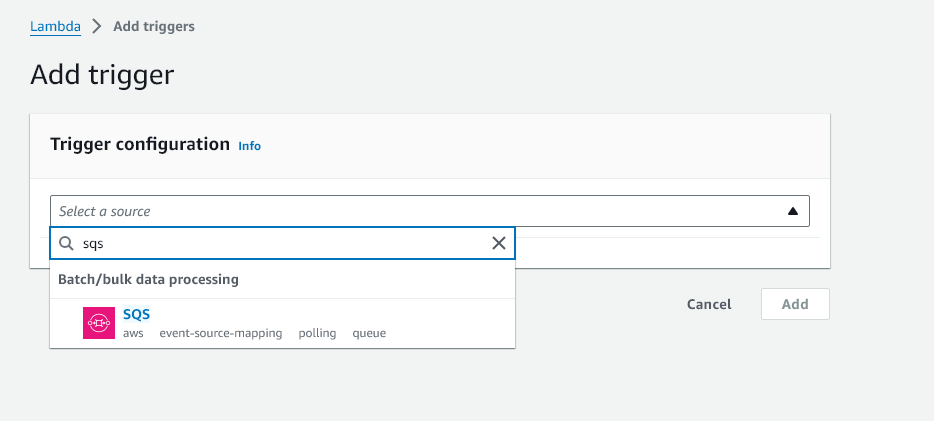 Lambda > Add triggers
Add trigger
Trigger configuration Info
Select a source
sqs
Batch/bulk data processing
SQS
aws event-source-mapping polling queue
Cancel Add